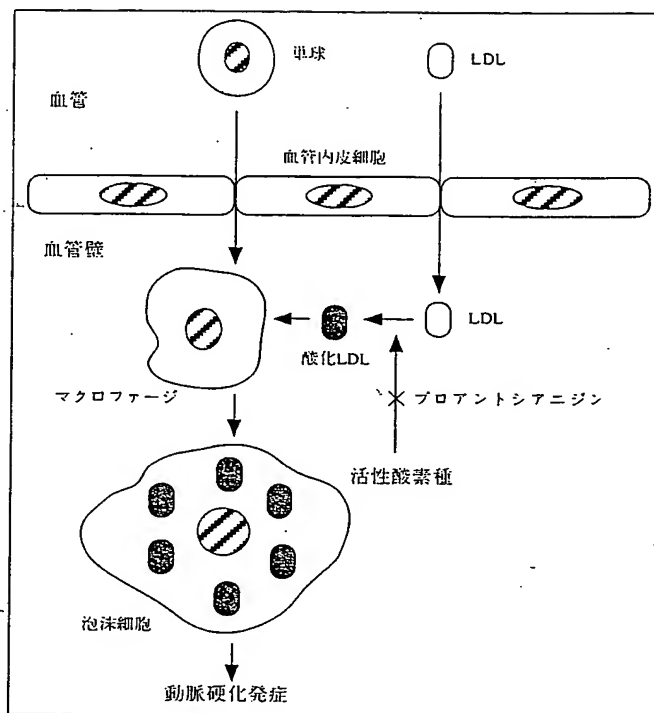 単球
LDL
血管
血管内皮細胞
血管壁
LDL
酸化LDL
マクロファージ
プロアントシアニジン
活性酸素種
泡沫細胞
動脈硬化発症